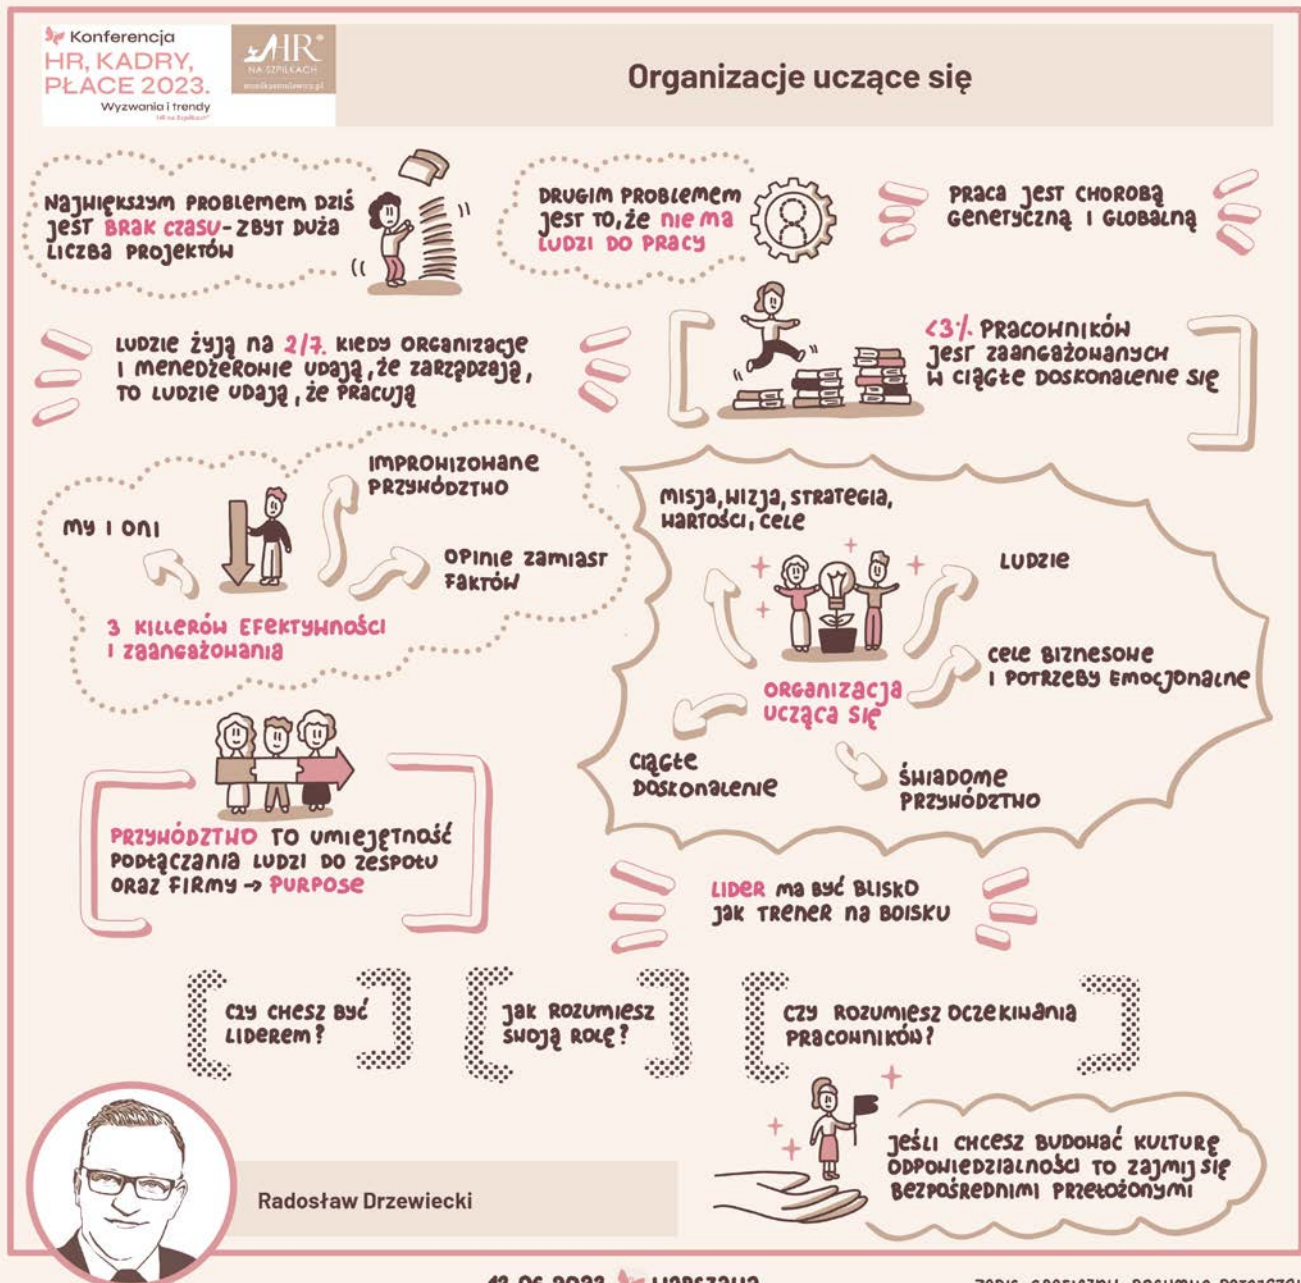 Konferencja
HR, KADRY,
PŁACE 2023.
Wyzwania i trendy
HR na Szpilkach®
HR®
NA SZPILKACH
Organizacje uczące się
NAJWIĘKSZYM PROBLEMEM DZIŚ
JEST BRAK CZASU - ZBYT DUŻA
LICZBA PROJEKTÓW
DRUGIM PROBLEMEM
JEST TO, ŻE NIE MA
LUDZI DO PRACY
PRACA JEST CHOROBĄ
GENETYCZNĄ I GLOBALNĄ
LUDZIE ŻYJĄ NA 2/7. KIEDY ORGANIZACJE
I MENEDŻEROWIE UDAJĄ, ŻE ZARZĄDZAJĄ,
TO LUDZIE UDAJĄ, ŻE PRACUJĄ
<3% PRACOWNIKÓW
JEST ZAANGAŻOWANYCH
W CIĄGŁE DOSKONALENIE SIĘ
IMPROWIZOWANE
PRZYWÓDZTWO
MY I ONI
OPINIE ZAMIAST
FAKTÓW
3 KILLERÓW EFEKTYWNOŚCI
I ZAANGAŻOWANIA
MISJA, WIZJA, STRATEGIA,
WARTOŚCI, CELE
LUDZIE
CELE BIZNESOWE
I POTRZEBY EMOCJONALNE
ORGANIZACJA
UCZĄCA SIĘ
CIĄGŁE
DOSKONALENIE
ŚWIADOME
PRZYWÓDZTWO
PRZYWÓDZTWO TO UMIEJĘTNOŚĆ
PODŁĄCZANIA LUDZI DO ZESPOŁU
ORAZ FIRMY → PURPOSE
LIDER MA BYĆ BLISKO
JAK TRENER NA BOISKU
CZY CHESZ BYĆ
LIDEREM?
JAK ROZUMIESZ
SWOJĄ ROLĘ?
CZY ROZUMIESZ OCZEKIWANIA
PRACOWNIKÓW?
JEŚLI CHCESZ BUDOWAĆ KULTURĘ
ODPOWIEDZIALNOŚCI TO ZAJMIJ SIĘ
BEZPOŚREDNIMI PRZEŁOŻONYMI
Radosław Drzewiecki